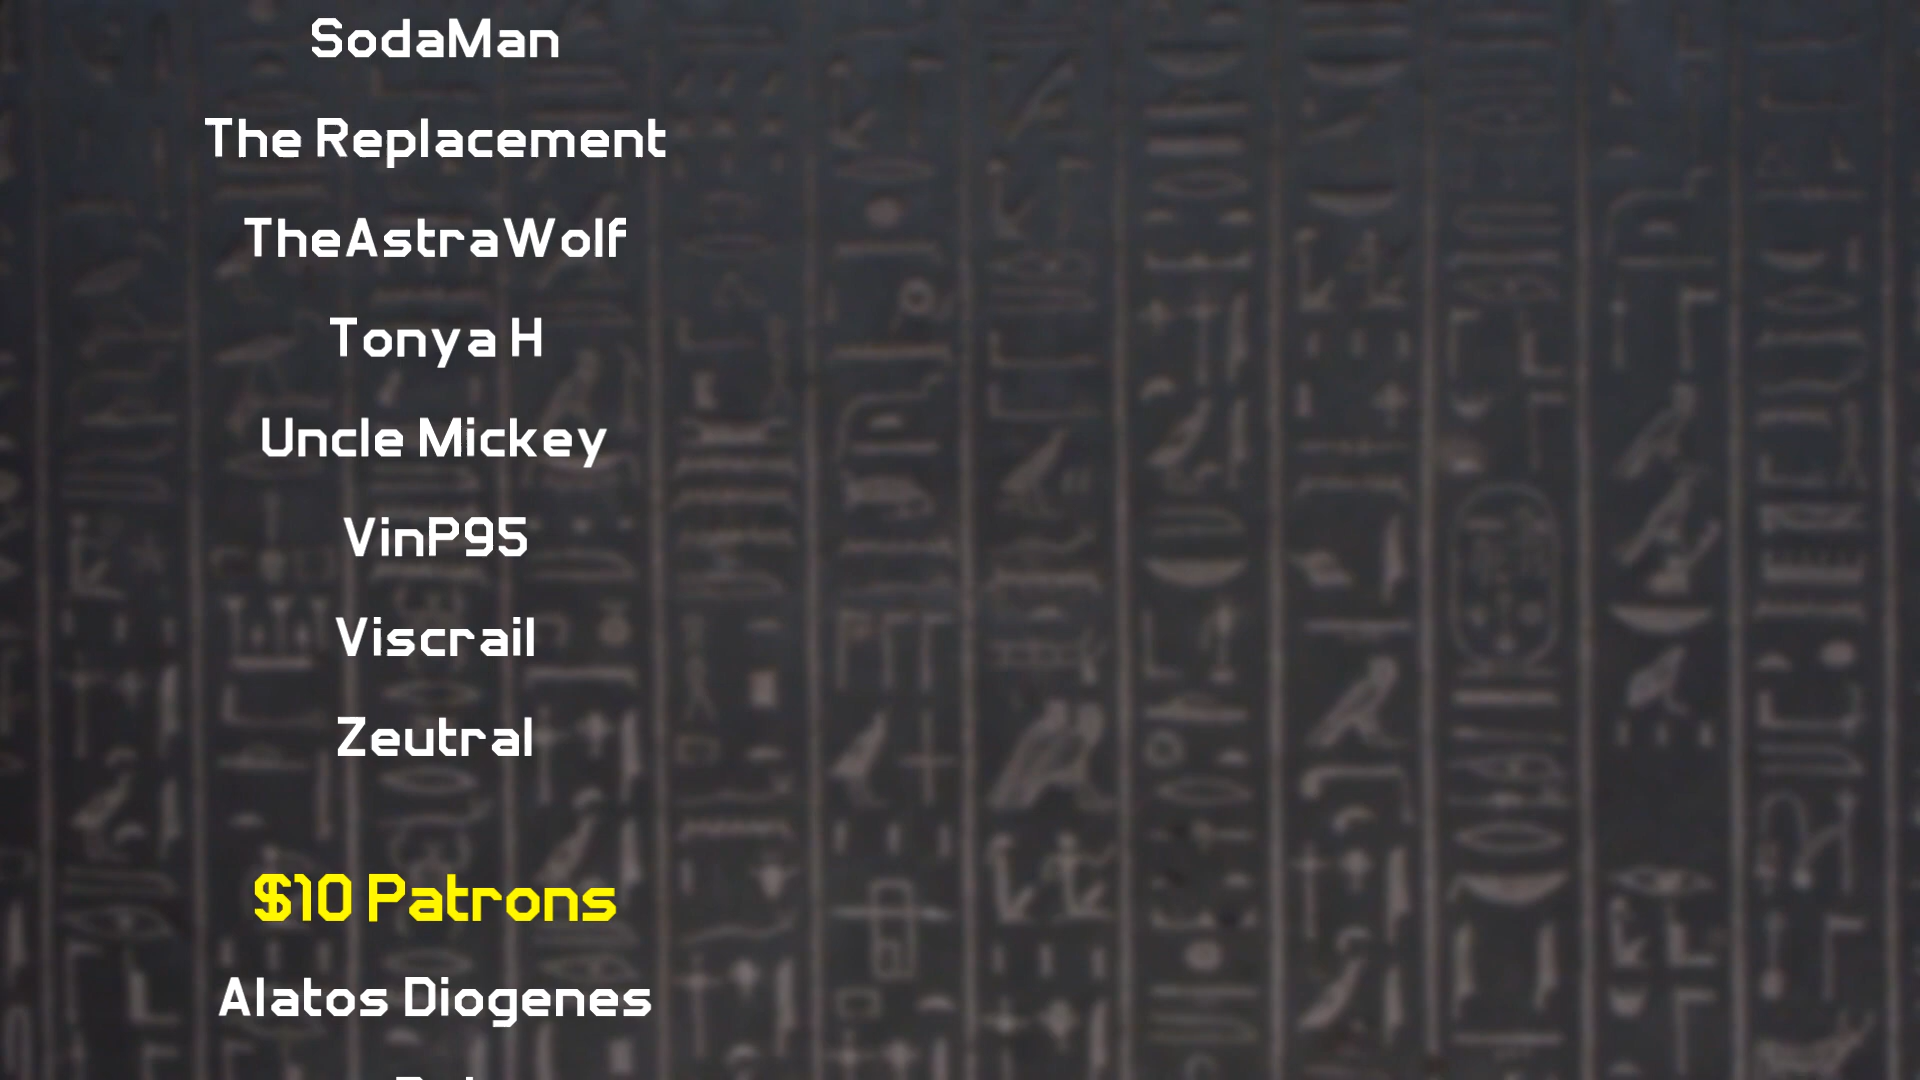 SodaMan
The Replacement
TheAstraWolf
Tonya H
Uncle Mickey
VinP95
Viscrail
Zeutral
$10 Patrons
Alatos Diogenes